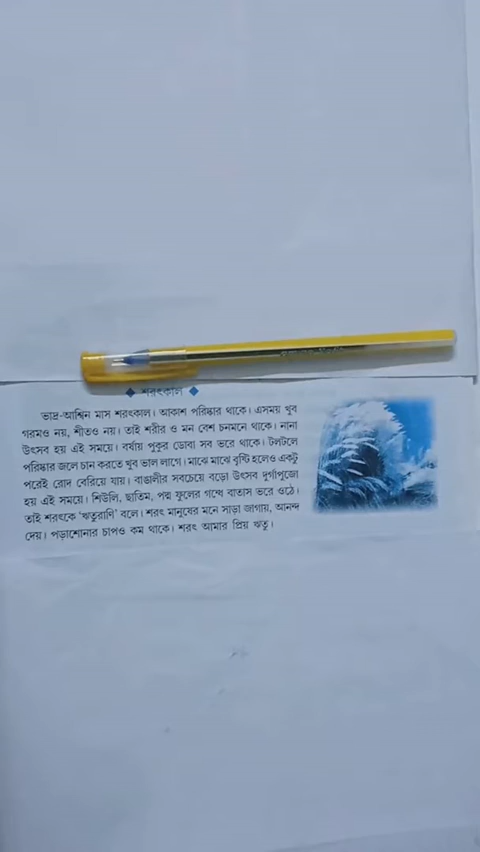 ◆ শরৎকাল ◆
ভাদ্র-আশ্বিন মাস শরৎকাল। আকাশ পরিষ্কার থাকে। এসময় খুব
গরমও নয়, শীতও নয়। তাই শরীর ও মন বেশ চনমনে থাকে। নানা
উৎসব হয় এই সময়ে। বর্ষায় পুকুর ডোবা সব ভরে থাকে। টলটলে
পরিষ্কার জলে চান করতে খুব ভাল লাগে। মাঝে মাঝে বৃষ্টি হলেও একটু
পরেই রোদ বেরিয়ে যায়। বাঙালীর সবচেয়ে বড়ো উৎসব দুর্গাপুজো
হয় এই সময়ে। শিউলি, ছাতিম, পদ্ম ফুলের গন্ধে বাতাস ভরে ওঠে।
তাই শরৎকে ‘ঋতুরাণি’ বলে। শরৎ মানুষের মনে সাড়া জাগায়, আনন্দ
দেয়। পড়াশোনার চাপও কম থাকে। শরৎ আমার প্রিয় ঋতু।